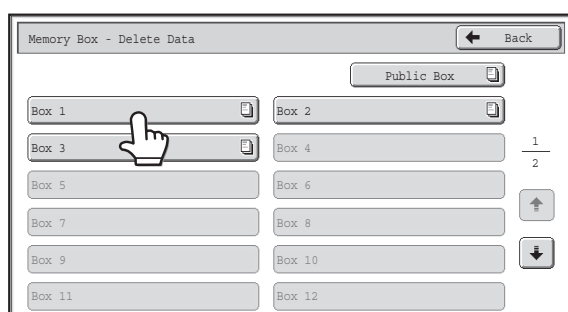 Memory Box - Delete Data
Back
Public Box
Box 1
Box 2
Box 3
Box 4
1
2
Box 5
Box 6
Box 7
Box 8
Box 9
Box 10
Box 11
Box 12